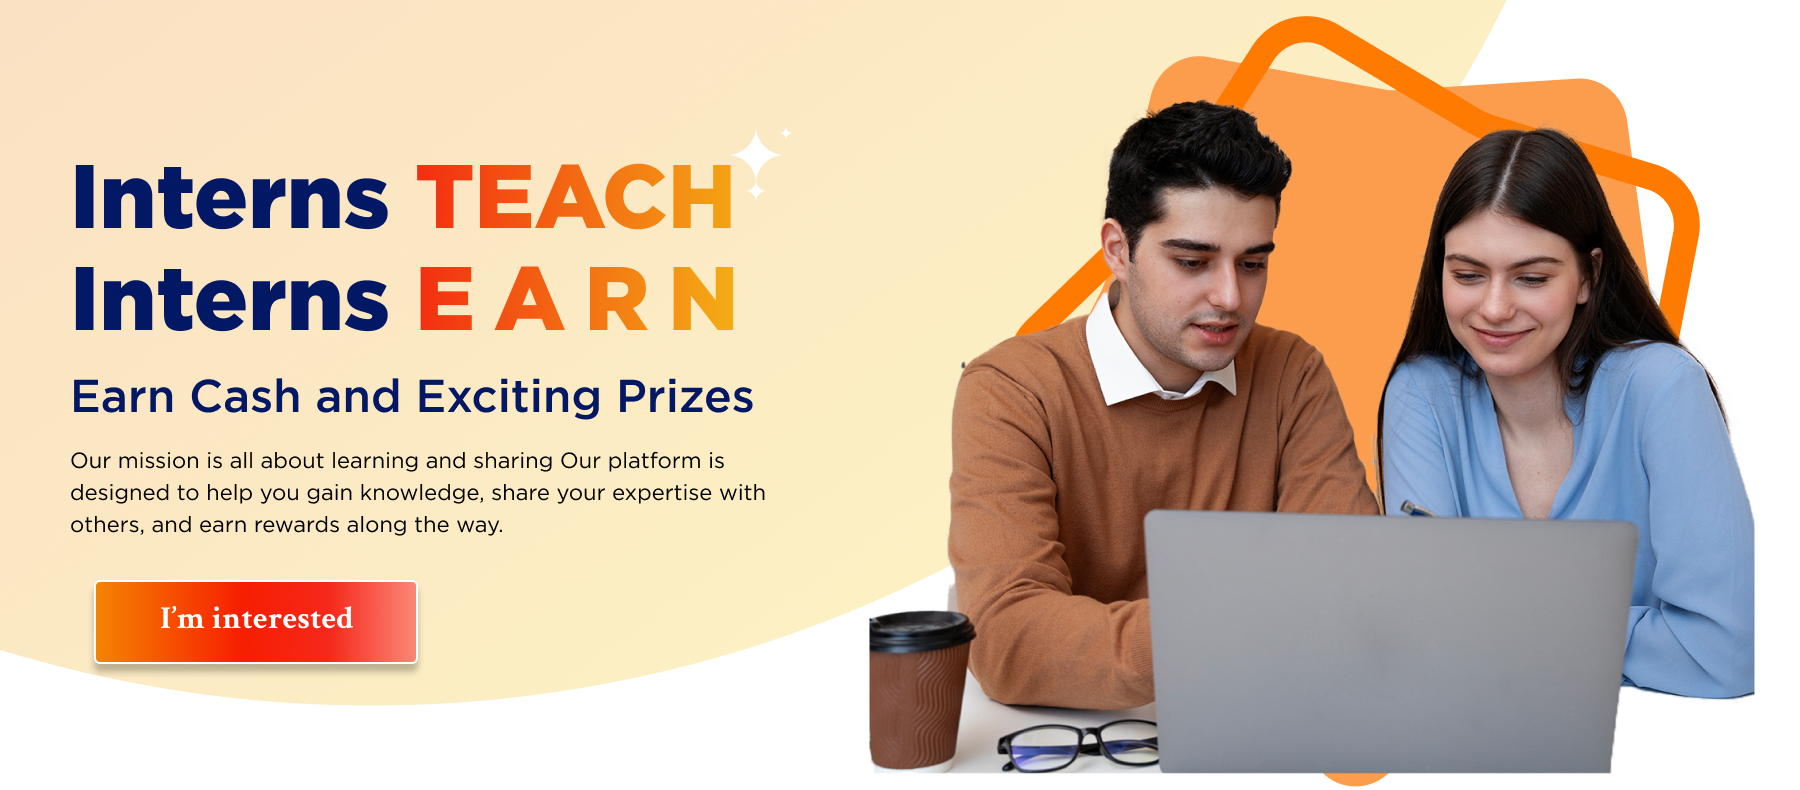 Interns TEACH
Interns EARN
Earn Cash and Exciting Prizes
Our mission is all about learning and sharing Our platform is
designed to help you gain knowledge, share your expertise with
others, and earn rewards along the way.
I'm interested